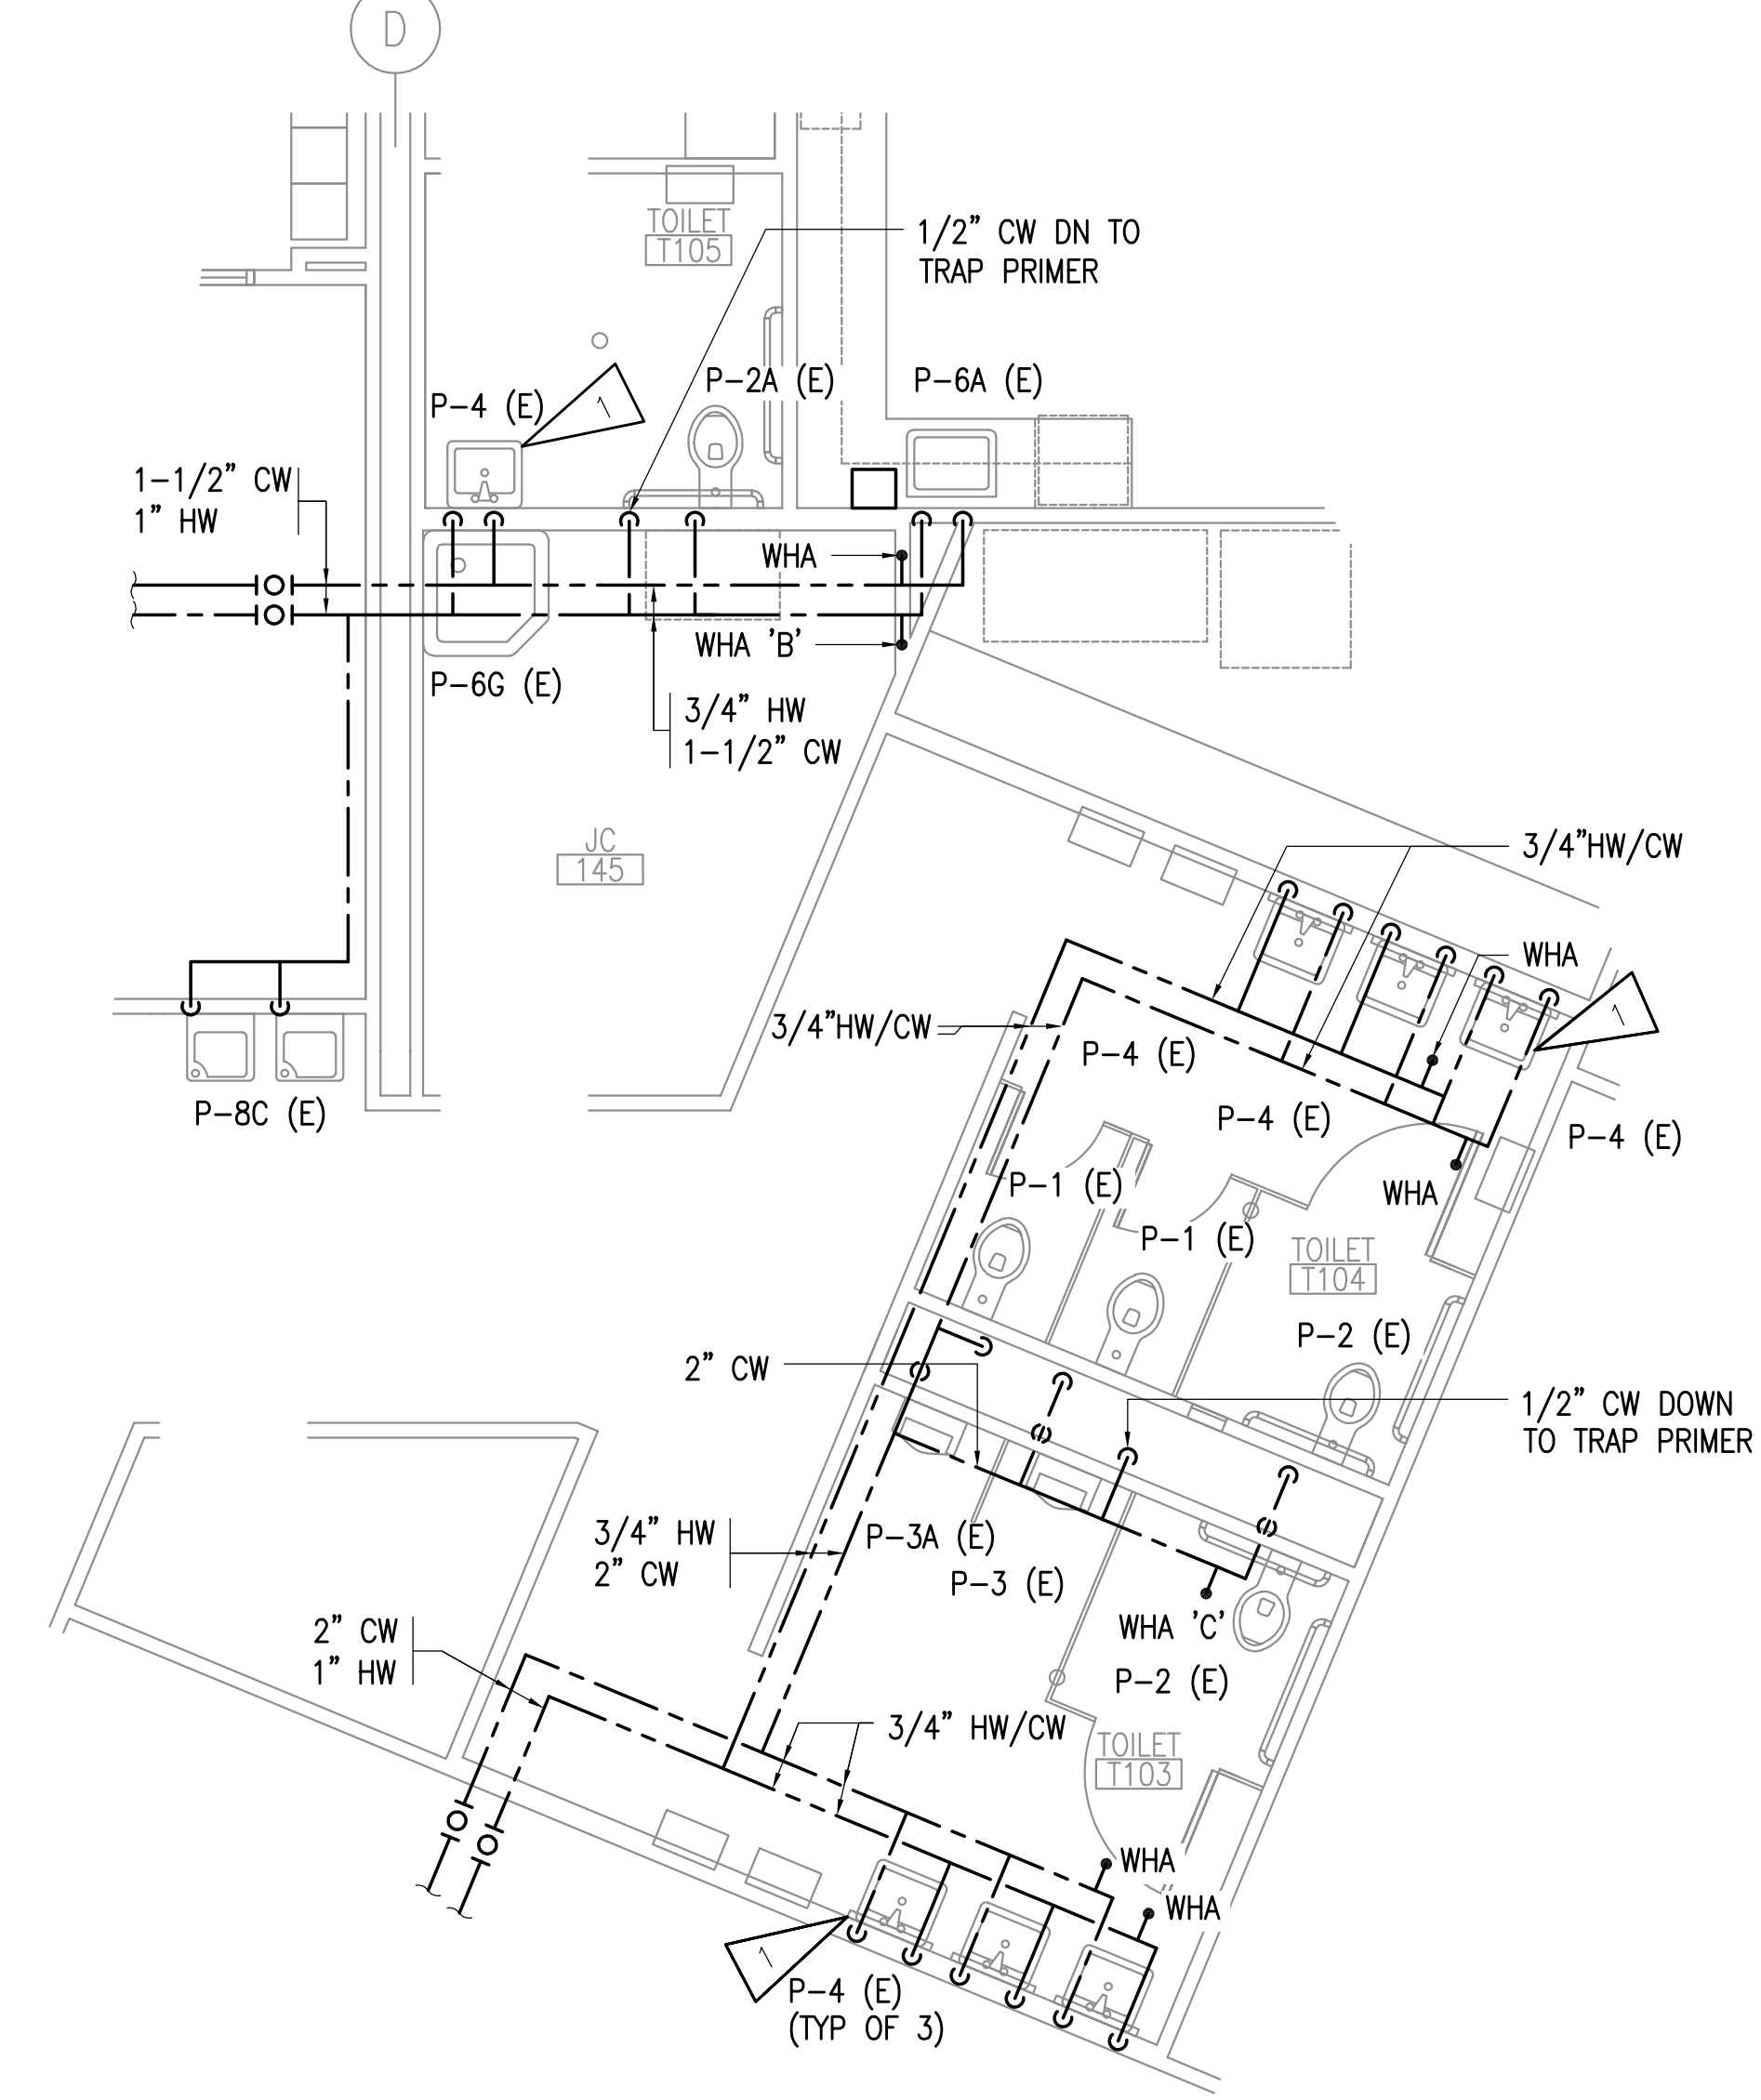 D
TOILET
T105
1/2” CW DN TO
TRAP PRIMER
P-2A (E)
P-6A (E)
P-4 (E)
1
1-1/2” CW
1” HW
WHA
WHA 'B'
P-6G (E)
3/4” HW
1-1/2” CW
JC
145
3/4”HW/CW
WHA
1
3/4”HW/CW
P-4 (E)
P-8C (E)
P-4 (E)
P-4 (E)
P-1 (E)
WHA
P-1 (E)
TOILET
T104
P-2 (E)
2” CW
1/2” CW DOWN
TO TRAP PRIMER
3/4” HW
2” CW
P-3A (E)
P-3 (E)
WHA 'C'
2” CW
1” HW
P-2 (E)
3/4” HW/CW
TOILET
T103
WHA
WHA
1
P-4 (E)
(TYP OF 3)